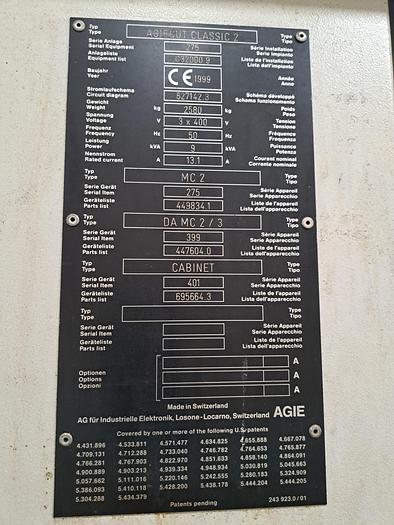 Typ Type AGIECUT CLASSIC 2 Type Tipo
Serie Anlage Serial Equipment 275 Série Installation Serie Impianto
Anlageliste Equipment list 082000.9 Liste de l'installation Lista dell'impianto
Baujahr Year CE 1999 Année Anno
Stromlaufschema Circuit diagram 627142.3 Schéma développé Schema funzionamento
Gewicht Weight kg 2580 kg Poids Peso
Spannung Voltage V 3 x 400 V Tension Tensione
Frequenz Frequency Hz 50 Hz Fréquence Frequenza
Leistung Power kVA 9 kVA Puissance Potenza
Nennstrom Rated current A 13.1 A Courant nominal Corrente nominale
Typ Type MC 2 Type Tipo
Serie Gerät Serial Item 275 Série Appareil Serie Apparecchio
Geräteliste Parts list 449834.1 Liste de l'appareil Lista dell'apparecchio
Typ Type DA MC 2 / 3 Type Tipo
Serie Gerät Serial Item 399 Série Appareil Serie Apparecchio
Geräteliste Parts list 447604.0 Liste de l'appareil Lista dell'apparecchio
Typ Type CABINET Type Tipo
Serie Gerät Serial Item 401 Série Appareil Serie Apparecchio
Geräteliste Parts list 695664.3 Liste de l'appareil Lista dell'apparecchio
Typ Type Type Tipo
Serie Gerät Serial Item Série Appareil Serie Apparecchio
Geräteliste Parts list Liste de l'appareil Lista dell'apparecchio
A
Optionen Options Opzioni A
A
Made in Switzerland
AG für Industrielle Elektronik, Losone-Locarno, Switzerland AGIE
Covered by one or more of the following U.S. patents
4.431.896 4.533.811 4.571.477 4.634.825 4.655.888 4.667.078
4.709.131 4.712.288 4.733.040 4.746.782 4.764.653 4.765.877
4.766.281 4.767.903 4.822.970 4.851.633 4.858.140 4.864.091
4.900.889 4.903.213 4.939.334 4.948.934 5.030.819 5.045.663
5.057.662 5.111.016 5.220.146 5.252.805 5.280.183 5.324.909
5.386.093 5.410.118 5.428.200 5.438.178 5.444.204 5.444.205
5.304.288 5.434.379
Patents pending 243 923.0 / 01